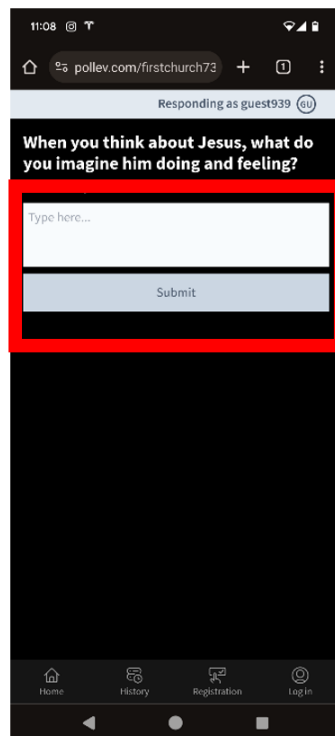 11:08
pollev.com/firstchurch73
1
Responding as guest939 GU
When you think about Jesus, what do
you imagine him doing and feeling?
Type here...
Submit
Home History Registration Log in